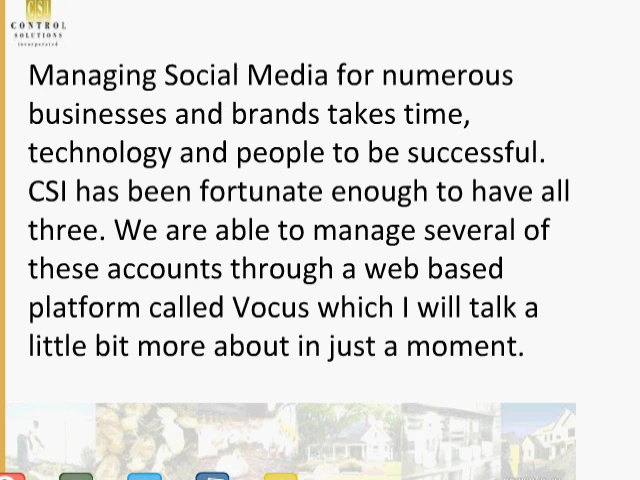 CSI
CONTROL
SOLUTIONS
incorporated
Managing Social Media for numerous
businesses and brands takes time,
technology and people to be successful.
CSI has been fortunate enough to have all
three. We are able to manage several of
these accounts through a web based
platform called Vocus which I will talk a
little bit more about in just a moment.